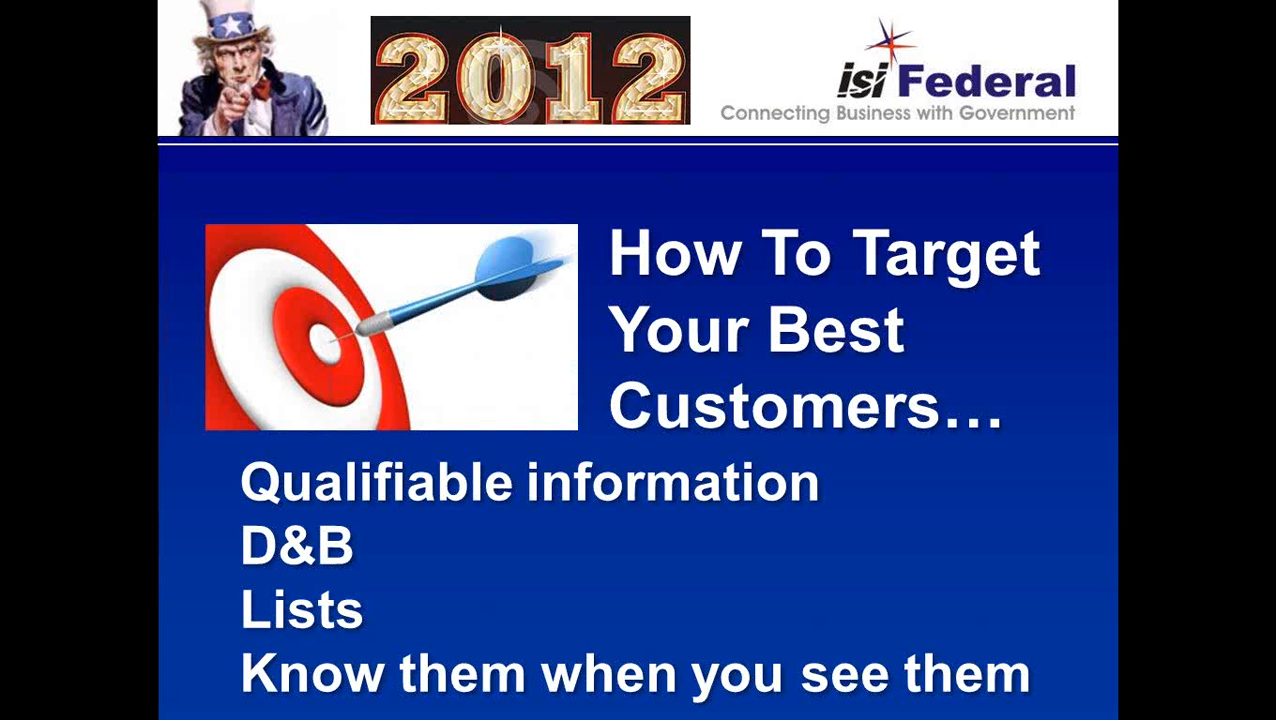 2012
isi Federal
Connecting Business with Government
How To Target
Your Best
Customers…
Qualifiable information
D&B
Lists
Know them when you see them